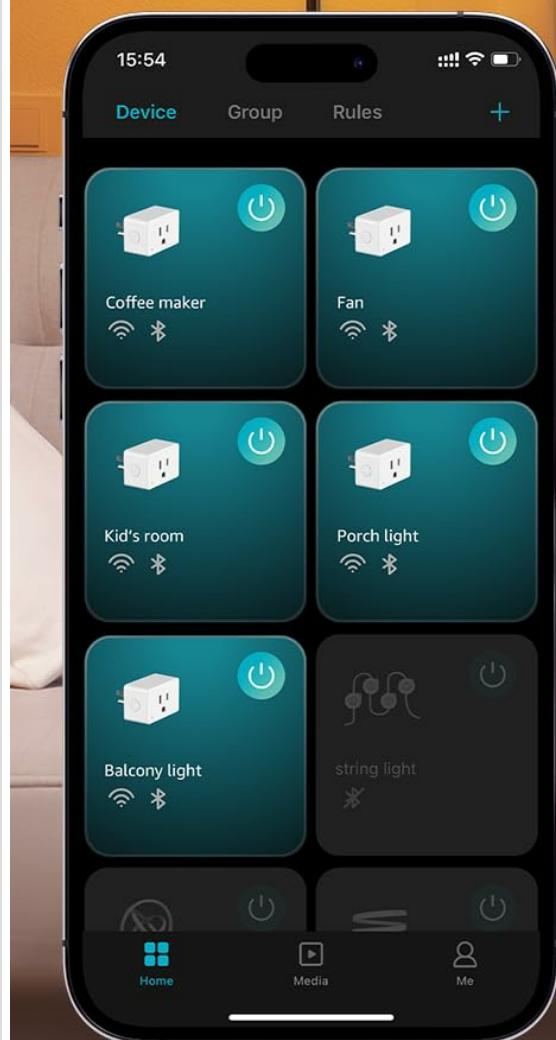 15:54
Device Group Rules +
Coffee maker
Fan
Kid's room
Porch light
Balcony light
string light
Home
Media
Me